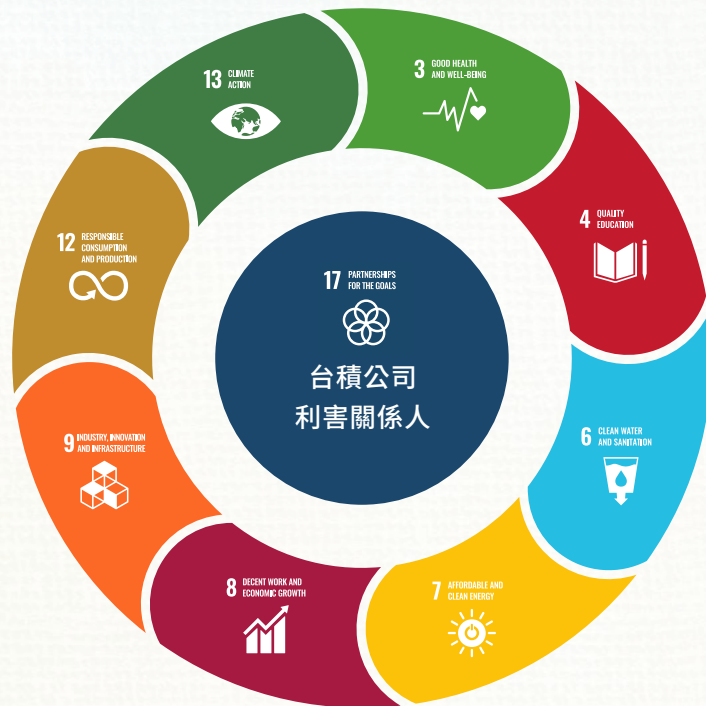 13 CLIMATE
ACTION
3 GOOD HEALTH
AND WELL-BEING
4 QUALITY
EDUCATION
6 CLEAN WATER
AND SANITATION
7 AFFORDABLE AND
CLEAN ENERGY
8 DECENT WORK AND
ECONOMIC GROWTH
9 INDUSTRY, INNOVATION
AND INFRASTRUCTURE
12 RESPONSIBLE
CONSUMPTION
AND PRODUCTION
17 PARTNERSHIPS
FOR THE GOALS
台積公司
利害關係人